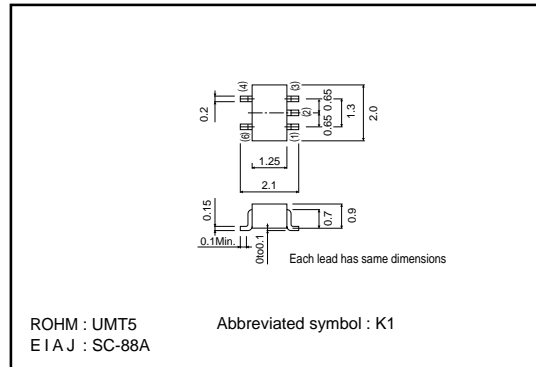 (4)
(3)
0.2
(2)
0.65
0.65
1.3
2.0
(6)
(1)
1.25
2.1
0.15
0.1Min.
0to0.1
0.7
0.9
Each lead has same dimensions
ROHM : UMT5
Abbreviated symbol : K1
E I A J : SC-88A